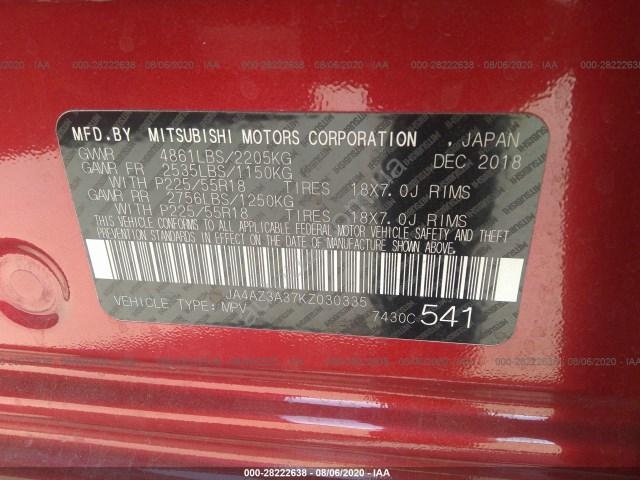 000-28222638 - 08/06/2020 - IAA
MFD.BY MITSUBISHI MOTORS CORPORATION , JAPAN
GVWR 4861LBS/2205KG DEC 2018
GAWR FR 2535LBS/1150KG
WITH P225/55R18 TIRES 18X7.0J RIMS
GAWR RR 2756LBS/1250KG
WITH P225/55R18 TIRES 18X7.0J RIMS
THIS VEHICLE CONFORMS TO ALL APPLICABLE FEDERAL MOTOR VEHICLE SAFETY AND THEFT
PREVENTION STANDARDS IN EFFECT ON THE DATE OF MANUFACTURE SHOWN ABOVE.
JA4AZ3A37KZ030335
VEHICLE TYPE: MPV 7430C 541
000-28222638 - 08/06/2020 - IAA